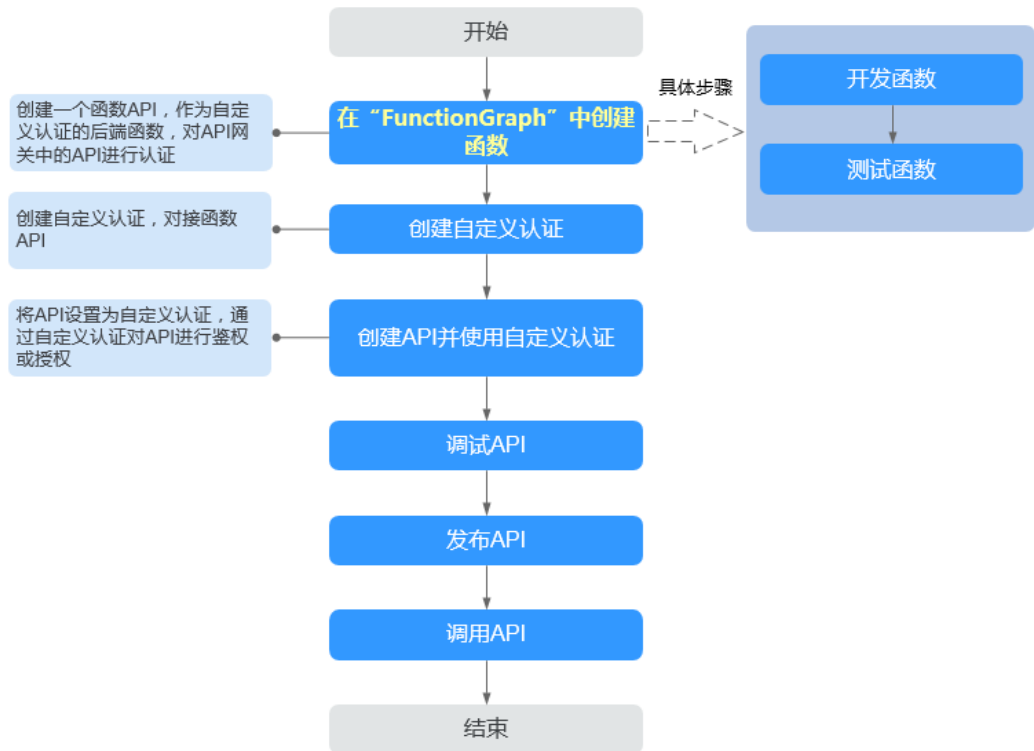 开始
创建一个函数API，作为自定
义认证的后端函数，对API网
关中的API进行认证
在“FunctionGraph”中创建
函数
具体步骤
开发函数
测试函数
创建自定义认证，对接函数
API
创建自定义认证
将API设置为自定义认证，通
过自定义认证对API进行鉴权
或授权
创建API并使用自定义认证
调试API
发布API
调用API
结束